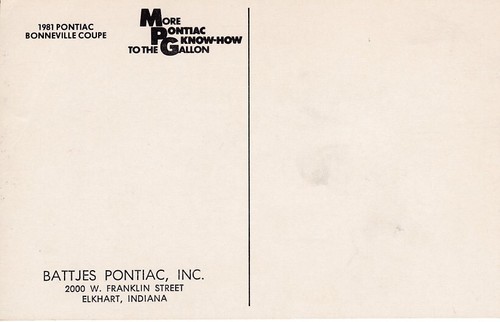 1981 PONTIAC
BONNEVILLE COUPE
MORE
PONTIAC
KNOW-HOW
TO THE GALLON
BATTJES PONTIAC, INC.
2000 W. FRANKLIN STREET
ELKHART, INDIANA